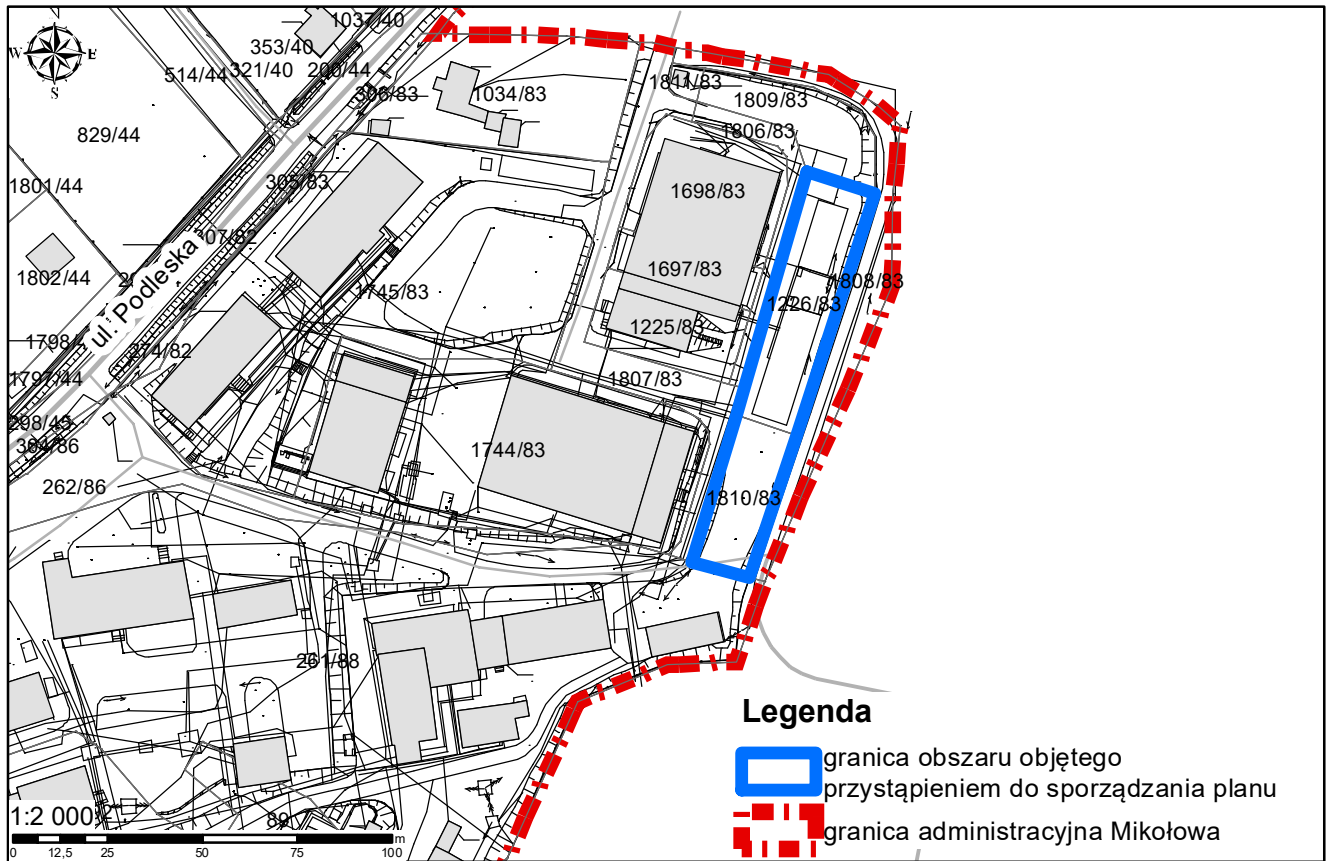 N
W E
S
1037/40
353/40
514/44
321/40
200/44
306/83
1034/83
1811/83
1809/83
829/44
1806/83
1801/44
305/83
1698/83
ul. Podleska
1802/44
1697/83
1808/83
1745/83
1226/83
1225/83
274/82
1807/83
1797/44
1744/83
262/86
1810/83
261/88
Legenda
granica obszaru objętego
przystąpieniem do sporządzania planu
granica administracyjna Mikołowa
1:2 000
89
m
0 12,5 25 50 75 100